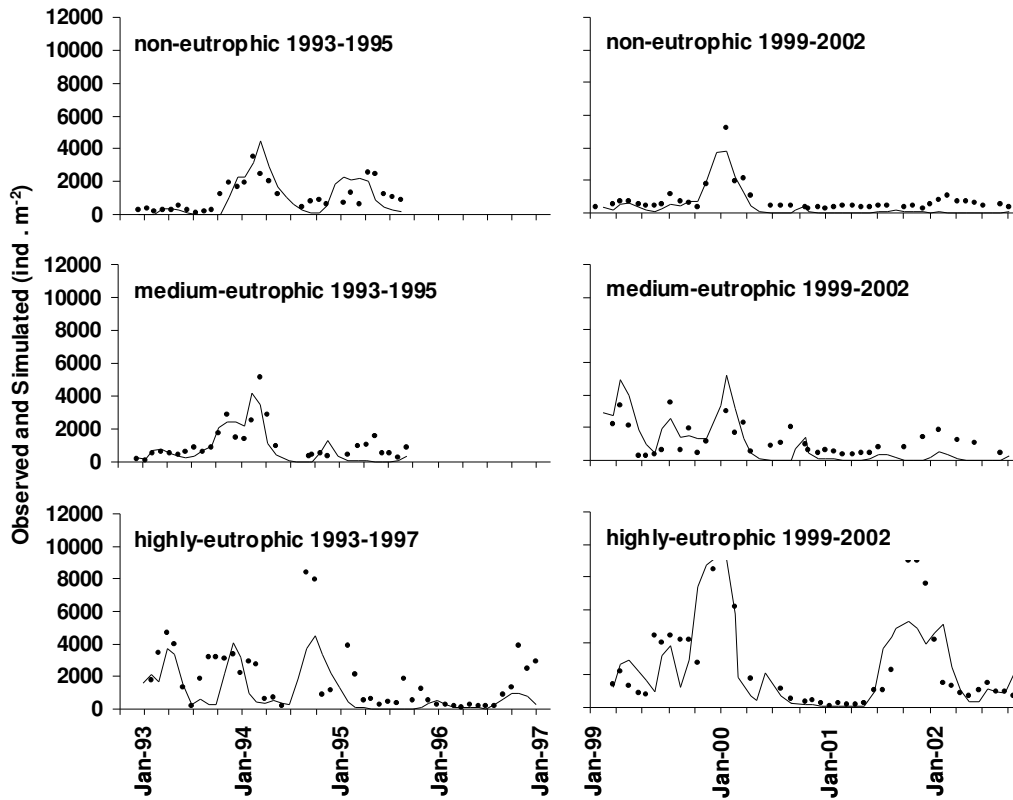 12000
10000
8000
6000
4000
2000
0
non-eutrophic 1993-1995
non-eutrophic 1999-2002
12000
10000
8000
6000
4000
2000
0
medium-eutrophic 1993-1995
medium-eutrophic 1999-2002
12000
10000
8000
6000
4000
2000
0
highly-eutrophic 1993-1997
highly-eutrophic 1999-2002
Observed and Simulated (ind . m-2)
Jan-93
Jan-94
Jan-95
Jan-96
Jan-97
Jan-99
Jan-00
Jan-01
Jan-02